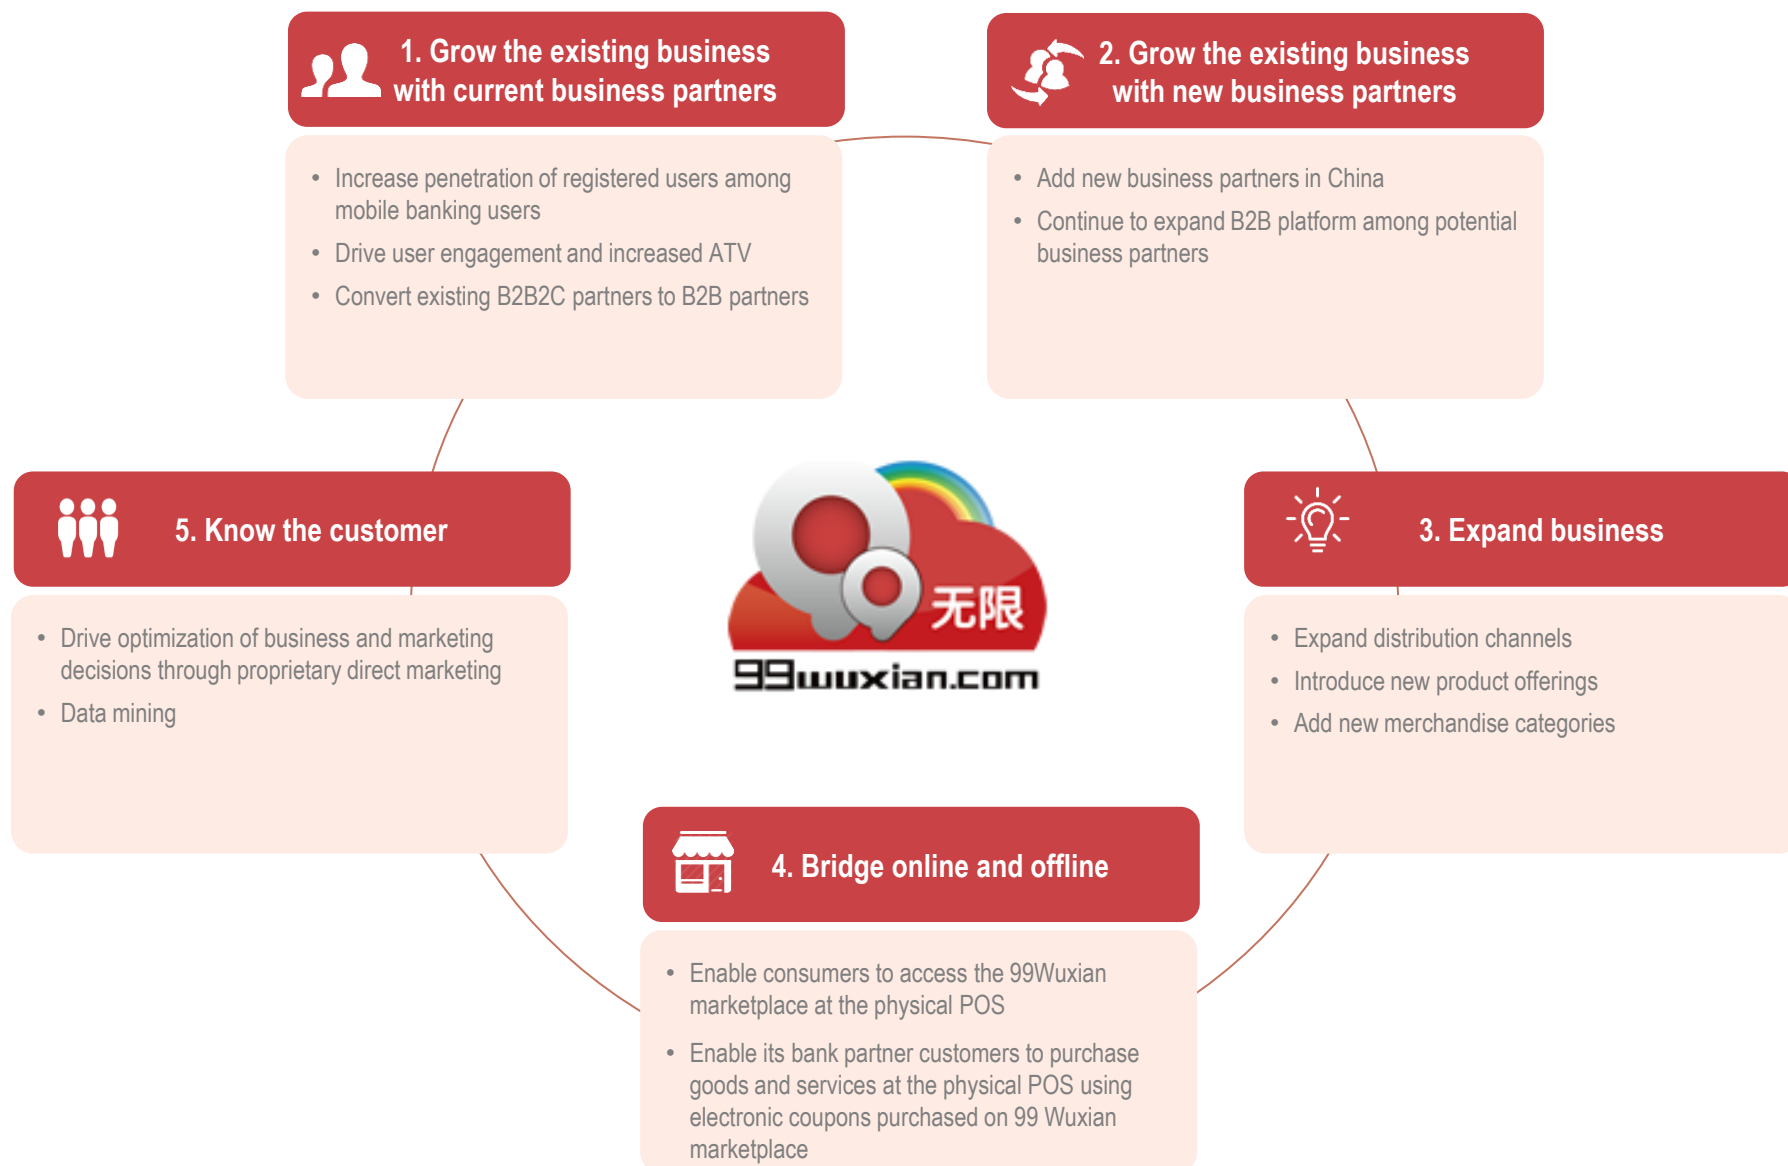 1. Grow the existing business
with current business partners
• Increase penetration of registered users among
mobile banking users
• Drive user engagement and increased ATV
• Convert existing B2B2C partners to B2B partners
2. Grow the existing business
with new business partners
• Add new business partners in China
• Continue to expand B2B platform among potential
business partners
5. Know the customer
• Drive optimization of business and marketing
decisions through proprietary direct marketing
• Data mining
无限
99wuxian.com
3. Expand business
• Expand distribution channels
• Introduce new product offerings
• Add new merchandise categories
4. Bridge online and offline
• Enable consumers to access the 99Wuxian
marketplace at the physical POS
• Enable its bank partner customers to purchase
goods and services at the physical POS using
electronic coupons purchased on 99 Wuxian
marketplace